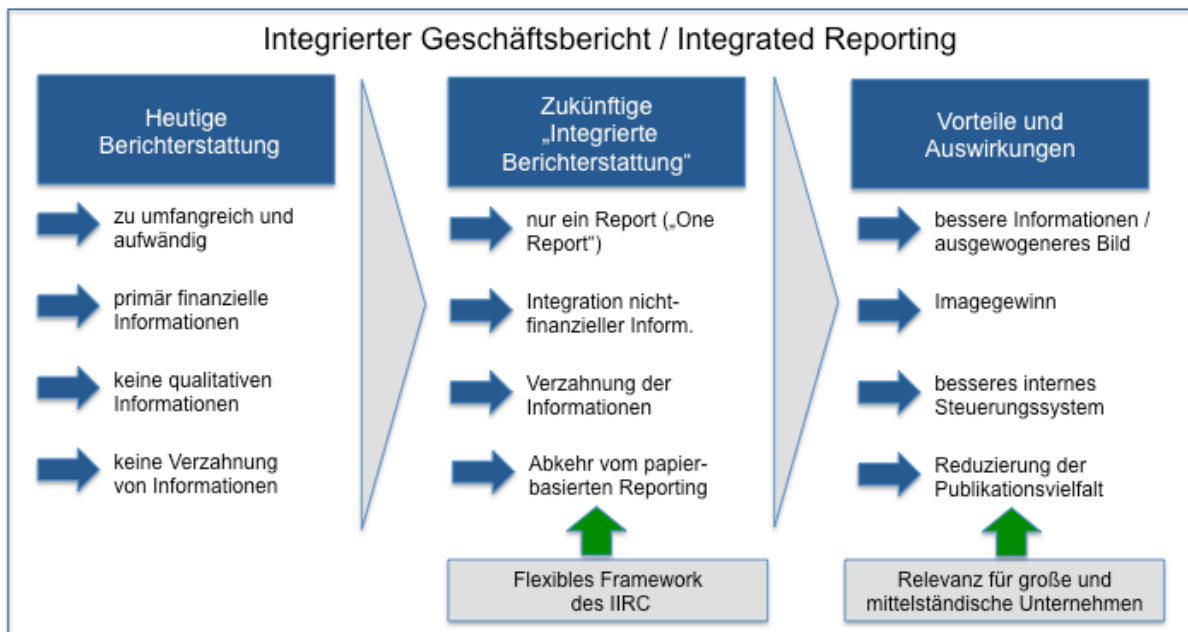 Integrierter Geschäftsbericht / Integrated Reporting
Heutige
Berichterstattung
zu umfangreich und
aufwändig
primär finanzielle
Informationen
keine qualitativen
Informationen
keine Verzahnung
von Informationen
Zukünftige
„Integrierte
Berichterstattung“
nur ein Report („One
Report“)
Integration nicht-
finanzieller Inform.
Verzahnung der
Informationen
Abkehr vom papier-
basierten Reporting
Flexibles Framework
des IIRC
Vorteile und
Auswirkungen
bessere Informationen /
ausgewogeneres Bild
Imagegewinn
besseres internes
Steuerungssystem
Reduzierung der
Publikationsvielfalt
Relevanz für große und
mittelständische Unternehmen